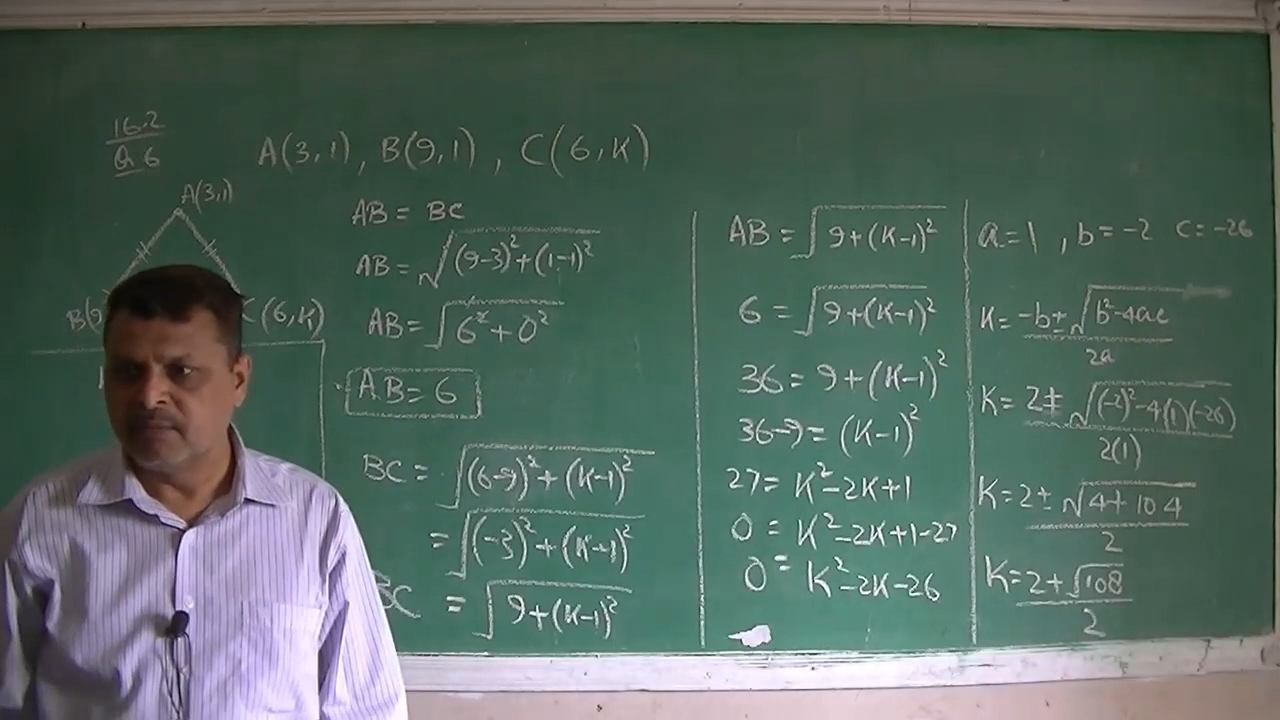 16.2
Q.6
A(3,1), B(9,1), C(6,K)
A(3,1)
B(9
C(6,K)
AB = BC
AB = √(9-3)²+(1-1)²
AB = √6²+0²
AB = 6
BC = √(6-9)²+(K-1)²
= √(-3)²+(K-1)²
BC = √9+(K-1)²
AB = √9+(K-1)²
6 = √9+(K-1)²
36 = 9+(K-1)²
36-9 = (K-1)²
27 = K²-2K+1
0 = K²-2K+1-27
0 = K²-2K-26
a=1, b=-2 c=-26
K = -b±√b²-4ac / 2a
K = 2±√(-2)²-4(1)(-26) / 2(1)
K = 2±√4+104 / 2
K = 2±√108 / 2